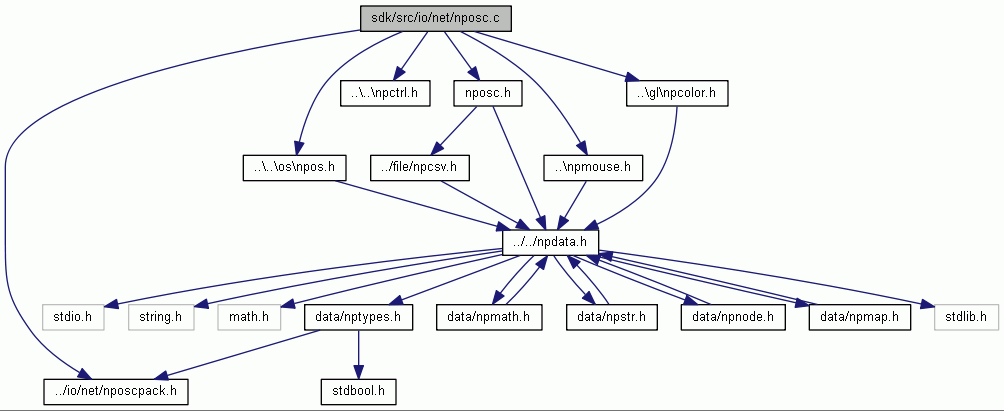 sdk/src/io/net/nposc.c
..\..\npctrl.h
nposc.h
..\gl\npcolor.h
..\..\os\npos.h
../file/npcsv.h
..\npmouse.h
../../npdata.h
stdio.h
string.h
math.h
data/nptypes.h
data/npmath.h
data/npstr.h
data/npnode.h
data/npmap.h
stdlib.h
../io/net/nposcpack.h
stdbool.h